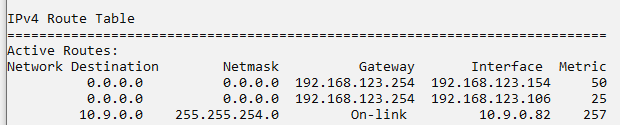 IPv4 Route Table
===========================================================================
Active Routes:
Network Destination        Netmask          Gateway       Interface  Metric
          0.0.0.0          0.0.0.0  192.168.123.254  192.168.123.154     50
          0.0.0.0          0.0.0.0  192.168.123.254  192.168.123.106     25
         10.9.0.0    255.255.254.0         On-link         10.9.0.82    257